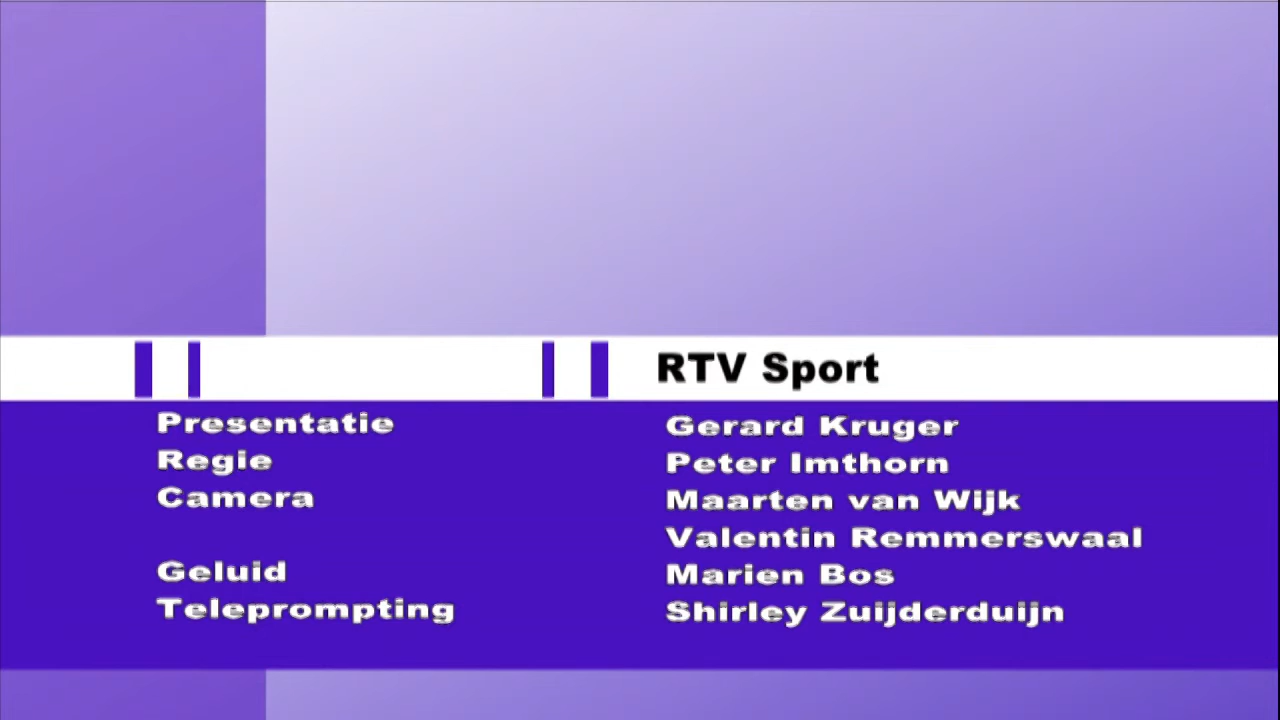 RTV Sport
Presentatie Gerard Kruger
Regie Peter Imthorn
Camera Maarten van Wijk
Valentin Remmerswaal
Geluid Marien Bos
Teleprompting Shirley Zuijderduijn